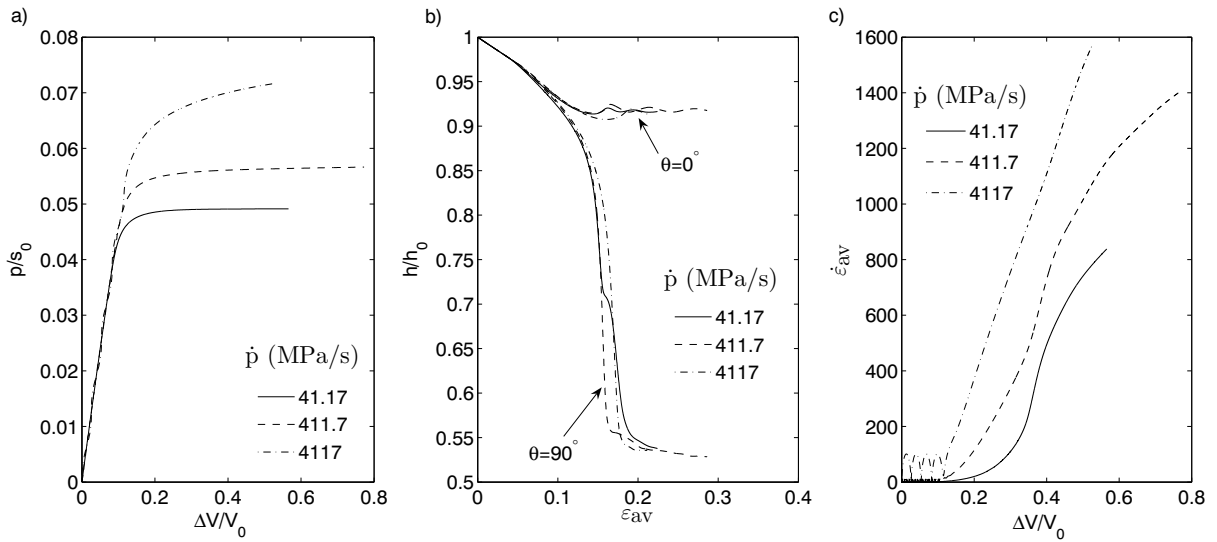 a)
p/s0
0.08
0.07
0.06
0.05
0.04
0.03
0.02
0.01
0
ṗ (MPa/s)
41.17
411.7
4117
0 0.2 0.4 0.6 0.8
ΔV/V0
b)
h/h0
1
0.95
0.9
0.85
0.8
0.75
0.7
0.65
0.6
0.55
0.5
θ=0°
ṗ (MPa/s)
41.17
411.7
4117
θ=90°
0 0.1 0.2 0.3 0.4
εav
c)
ε̇av
1600
1400
1200
1000
800
600
400
200
0
ṗ (MPa/s)
41.17
411.7
4117
0 0.2 0.4 0.6 0.8
ΔV/V0